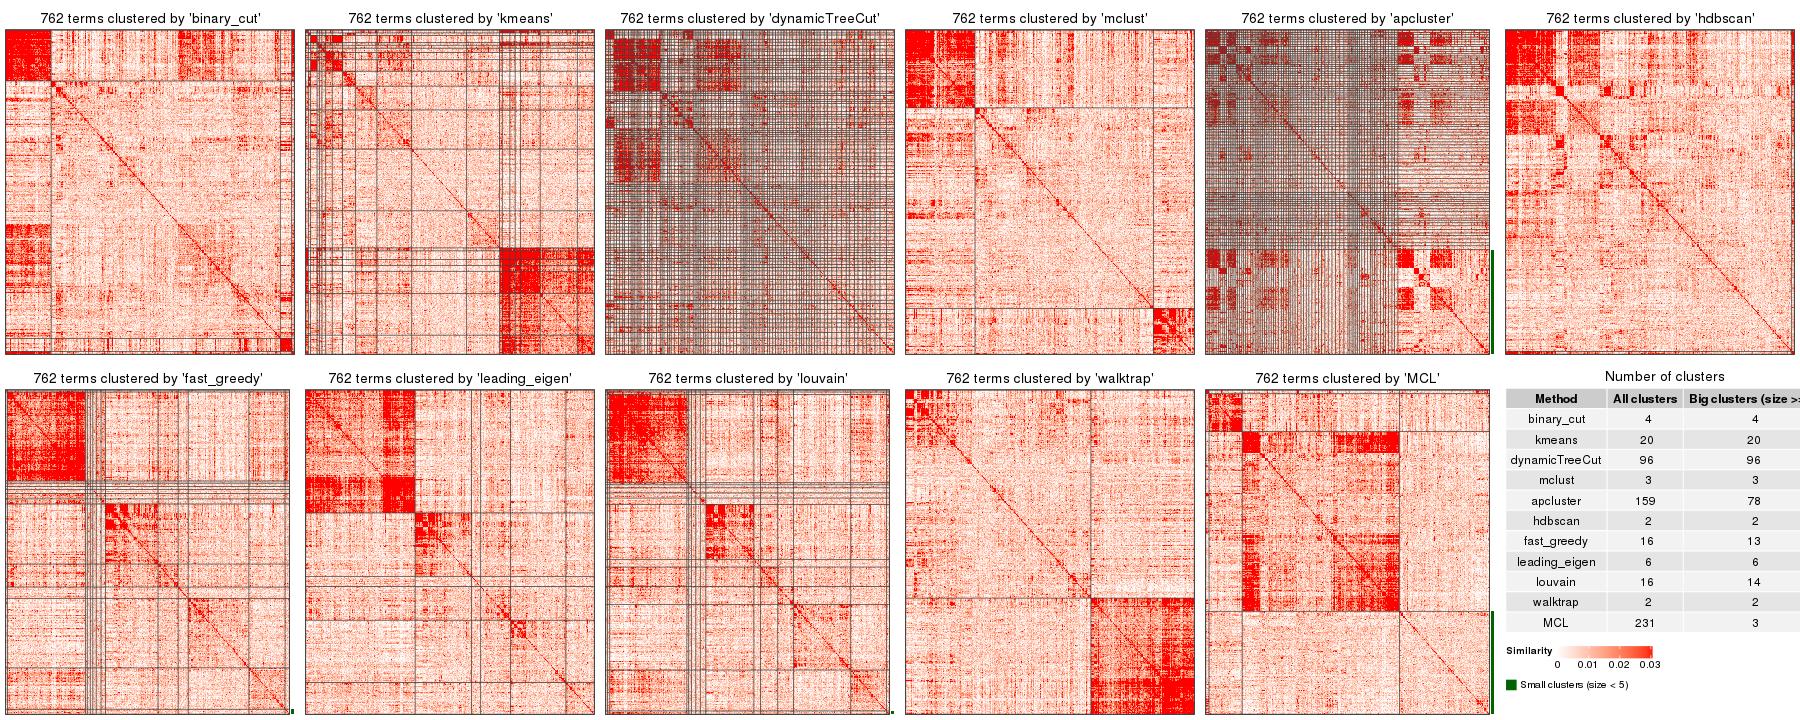 762 terms clustered by 'binary_cut'
762 terms clustered by 'kmeans'
762 terms clustered by 'dynamicTreeCut'
762 terms clustered by 'mclust'
762 terms clustered by 'apcluster'
762 terms clustered by 'hdbscan'
762 terms clustered by 'fast_greedy'
762 terms clustered by 'leading_eigen'
762 terms clustered by 'louvain'
762 terms clustered by 'walktrap'
762 terms clustered by 'MCL'
Number of clusters
Method All clusters Big clusters (size >=
binary_cut 4 4
kmeans 20 20
dynamicTreeCut 96 96
mclust 3 3
apcluster 159 78
hdbscan 2 2
fast_greedy 16 13
leading_eigen 6 6
louvain 16 14
walktrap 2 2
MCL 231 3
Similarity
0 0.01 0.02 0.03
Small clusters (size < 5)